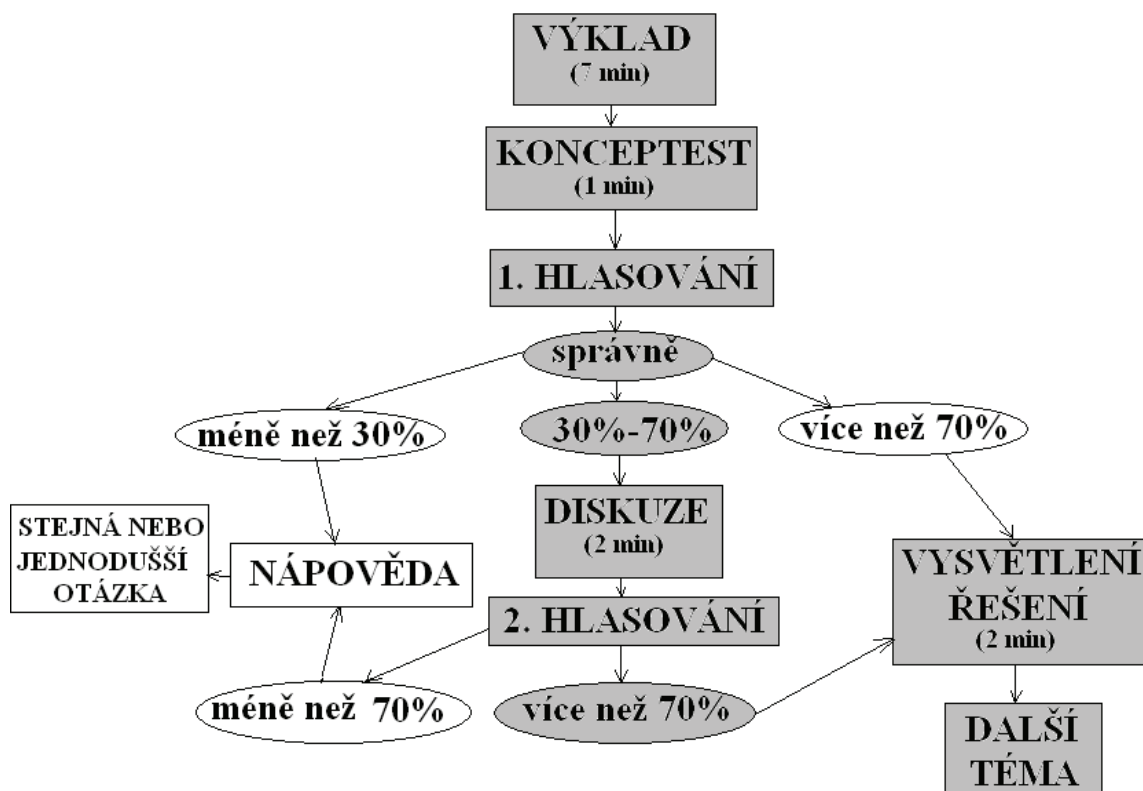 VÝKLAD
(7 min)
KONCEPTEST
(1 min)
1. HLASOVÁNÍ
správně
méně než 30%
30%-70%
více než 70%
DISKUZE
(2 min)
STEJNÁ NEBO
JEDNODUŠŠÍ
OTÁZKA
NÁPOVĚDA
VYSVĚTLENÍ
ŘEŠENÍ
(2 min)
2. HLASOVÁNÍ
méně než 70%
více než 70%
DALŠÍ
TÉMA